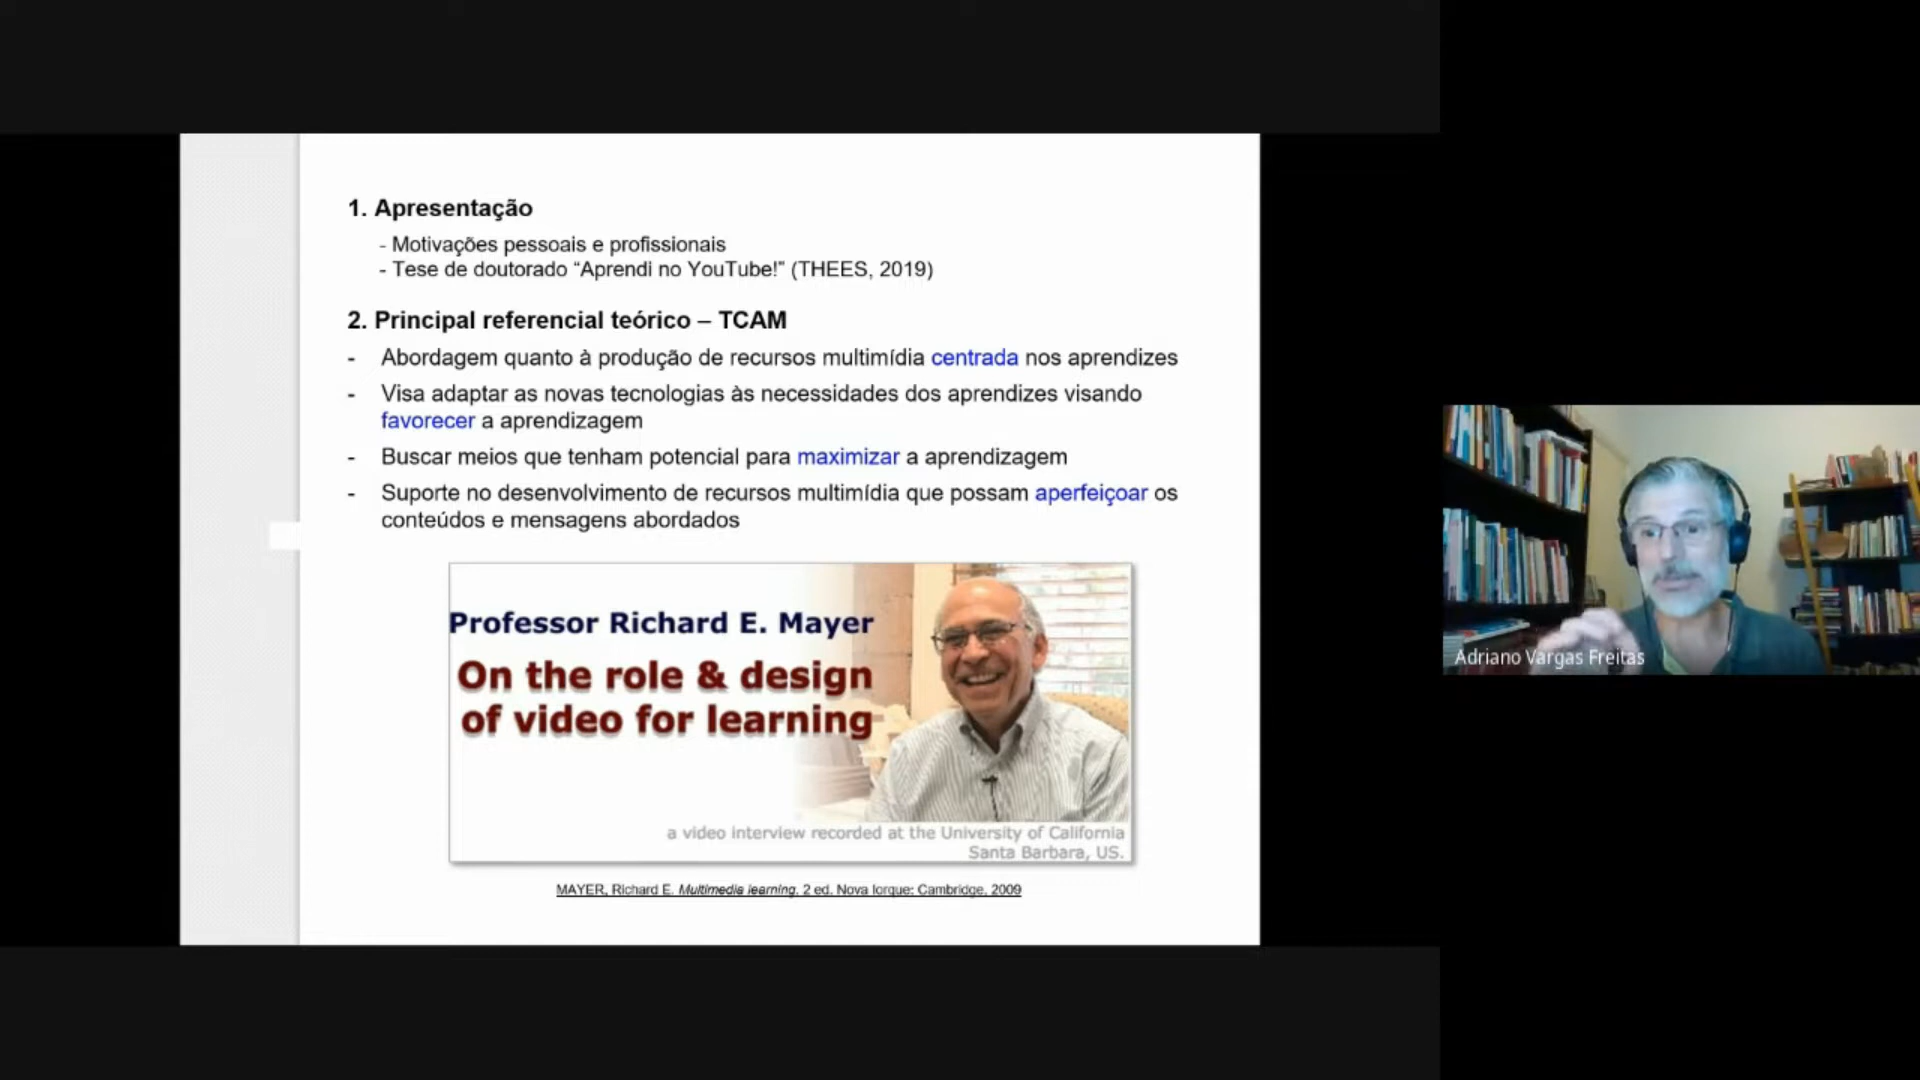 1. Apresentação
- Motivações pessoais e profissionais
- Tese de doutorado “Aprendi no YouTube!” (THEES, 2019)
2. Principal referencial teórico – TCAM
- Abordagem quanto à produção de recursos multimídia centrada nos aprendizes
- Visa adaptar as novas tecnologias às necessidades dos aprendizes visando
favorecer a aprendizagem
- Buscar meios que tenham potencial para maximizar a aprendizagem
- Suporte no desenvolvimento de recursos multimídia que possam aperfeiçoar os
conteúdos e mensagens abordados
Professor Richard E. Mayer
On the role & design
of video for learning
a video interview recorded at the University of California
Santa Barbara, US.
MAYER, Richard E. Multimedia learning. 2 ed. Nova Iorque: Cambridge, 2009
Adriano Vargas Freitas